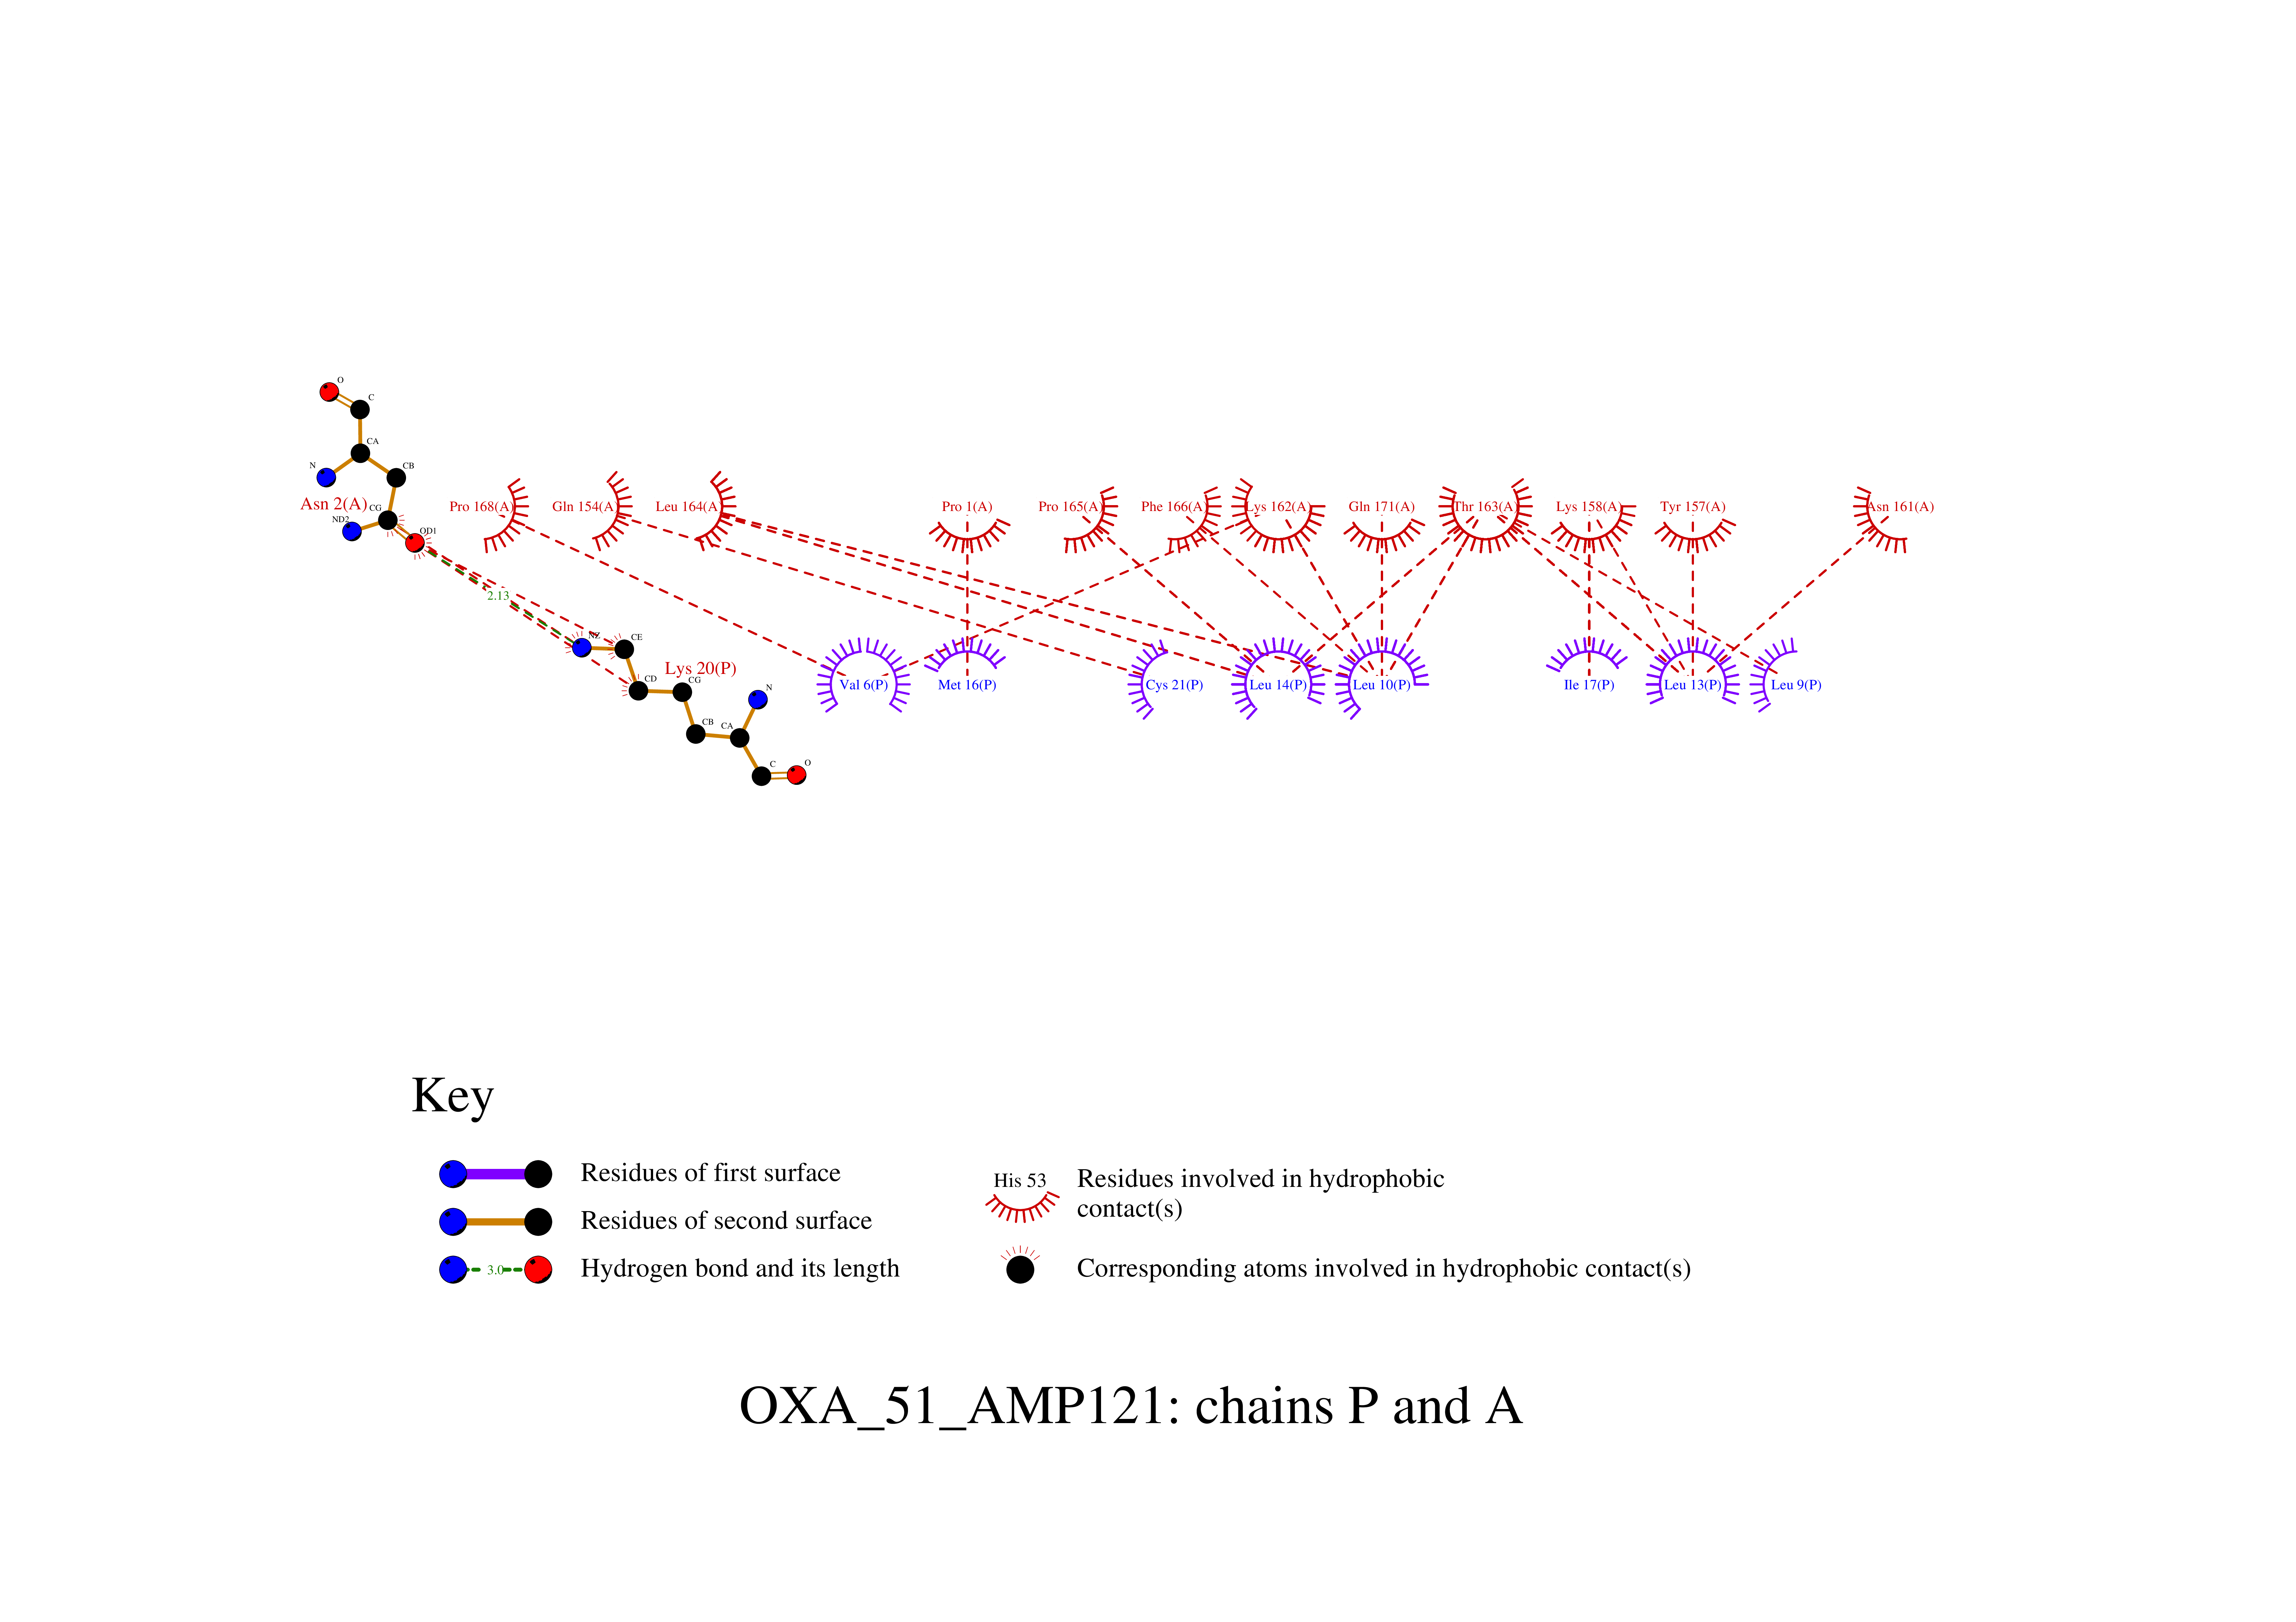 O
C
CA
CB
N
Asn 2(A)
CG
ND2
OD1
Pro 168(A)
Gln 154(A)
Leu 164(A)
Pro 1(A)
Pro 165(A)
Phe 166(A)
Lys 162(A)
Gln 171(A)
Thr 163(A)
Lys 158(A)
Tyr 157(A)
Asn 161(A)
2.13
NZ
CE
Lys 20(P)
CD
CG
N
CB
CA
C
O
Val 6(P)
Met 16(P)
Cys 21(P)
Leu 14(P)
Leu 10(P)
Ile 17(P)
Leu 13(P)
Leu 9(P)
Key
Residues of first surface
Residues of second surface
3.0
Hydrogen bond and its length
His 53
Residues involved in hydrophobic
contact(s)
Corresponding atoms involved in hydrophobic contact(s)
OXA_51_AMP121: chains P and A